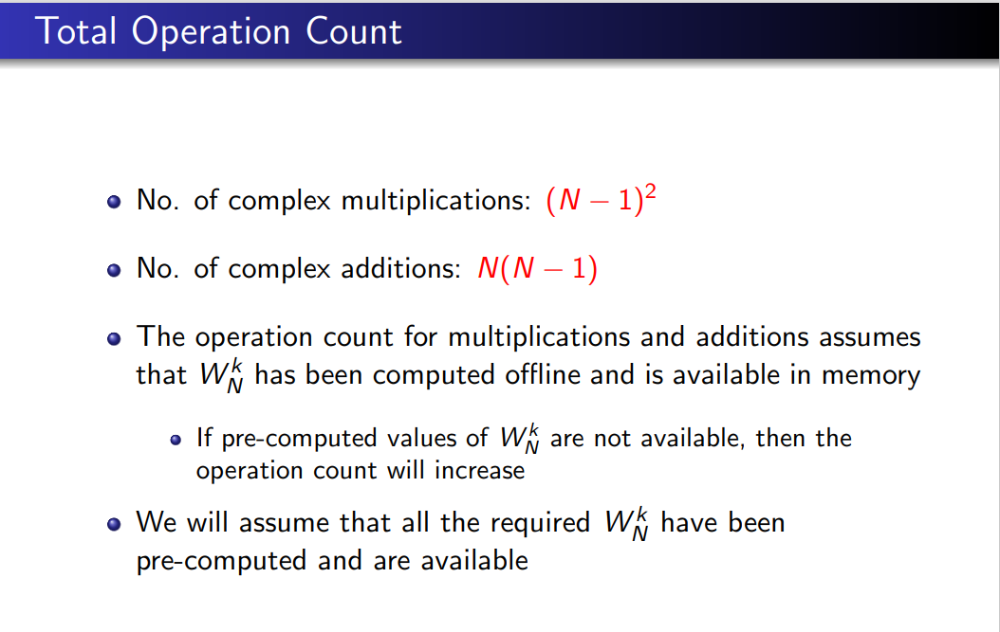 Total Operation Count
No. of complex multiplications: (N − 1)²
No. of complex additions: N(N − 1)
The operation count for multiplications and additions assumes
that W_N^k has been computed offline and is available in memory
If pre-computed values of W_N^k are not available, then the
operation count will increase
We will assume that all the required W_N^k have been
pre-computed and are available